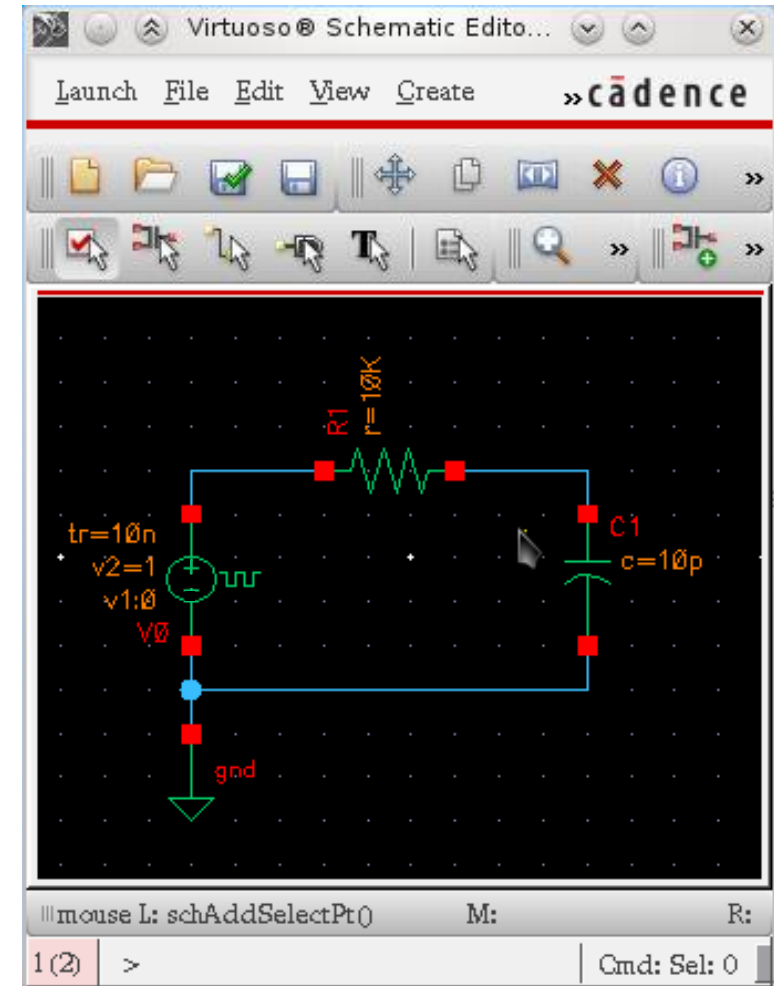 Virtuoso® Schematic Edito...
Launch File Edit View Create » cādence
»
T » »
R1
r=10K
tr=10n
v2=1
v1:0
V0
C1
c=10p
gnd
mouse L: schAddSelectPt() M: R:
1(2) > Cmd: Sel: 0